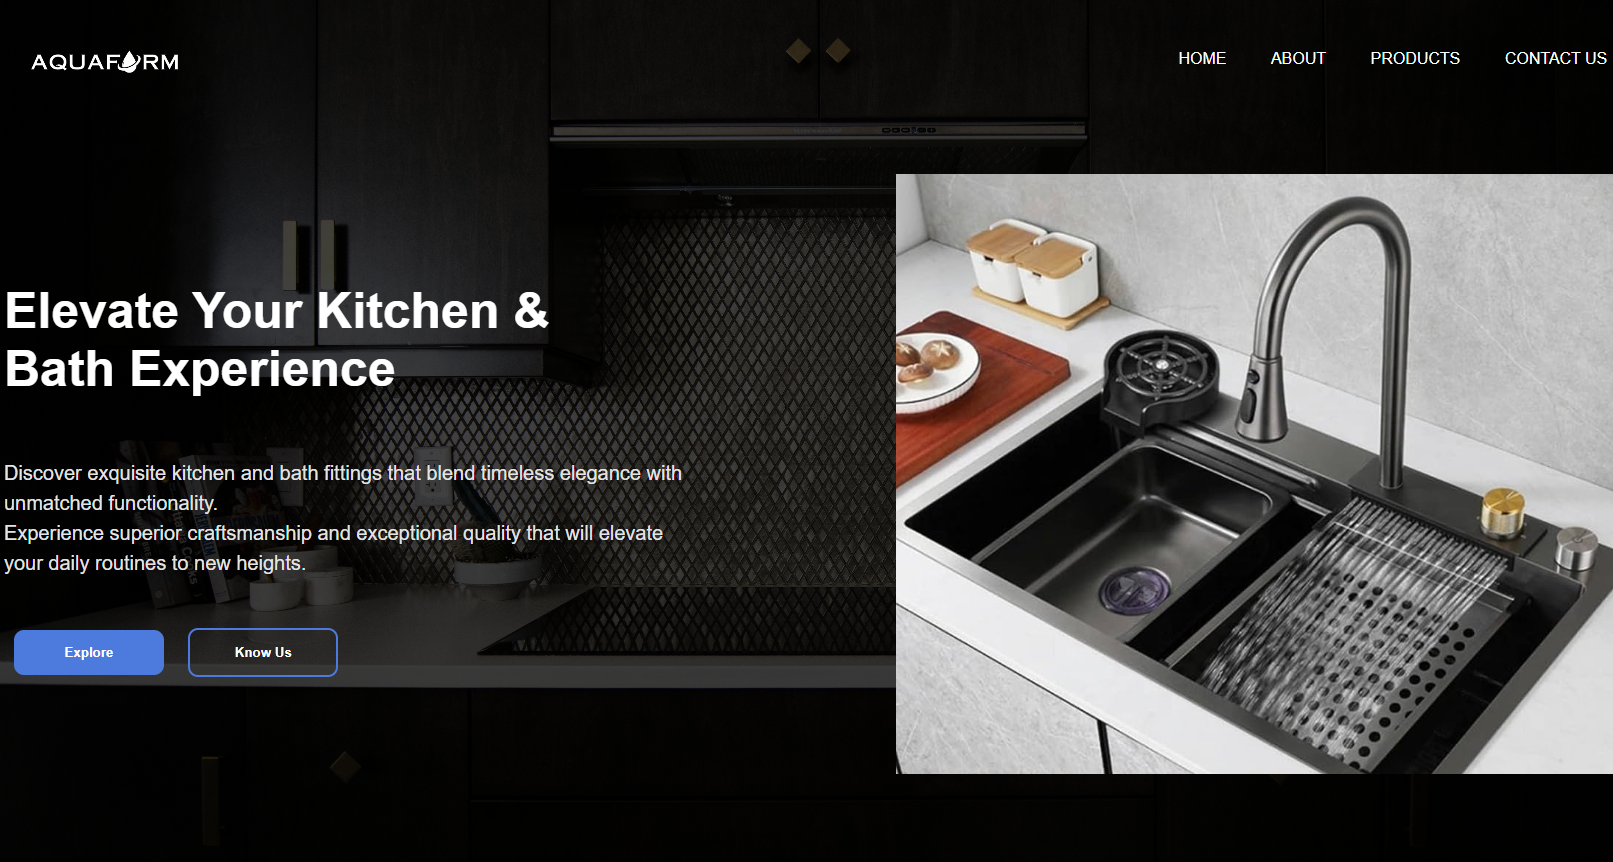 AQUAFORM
HOME ABOUT PRODUCTS CONTACT US
Elevate Your Kitchen &
Bath Experience
Discover exquisite kitchen and bath fittings that blend timeless elegance with
unmatched functionality.
Experience superior craftsmanship and exceptional quality that will elevate
your daily routines to new heights.
Explore
Know Us